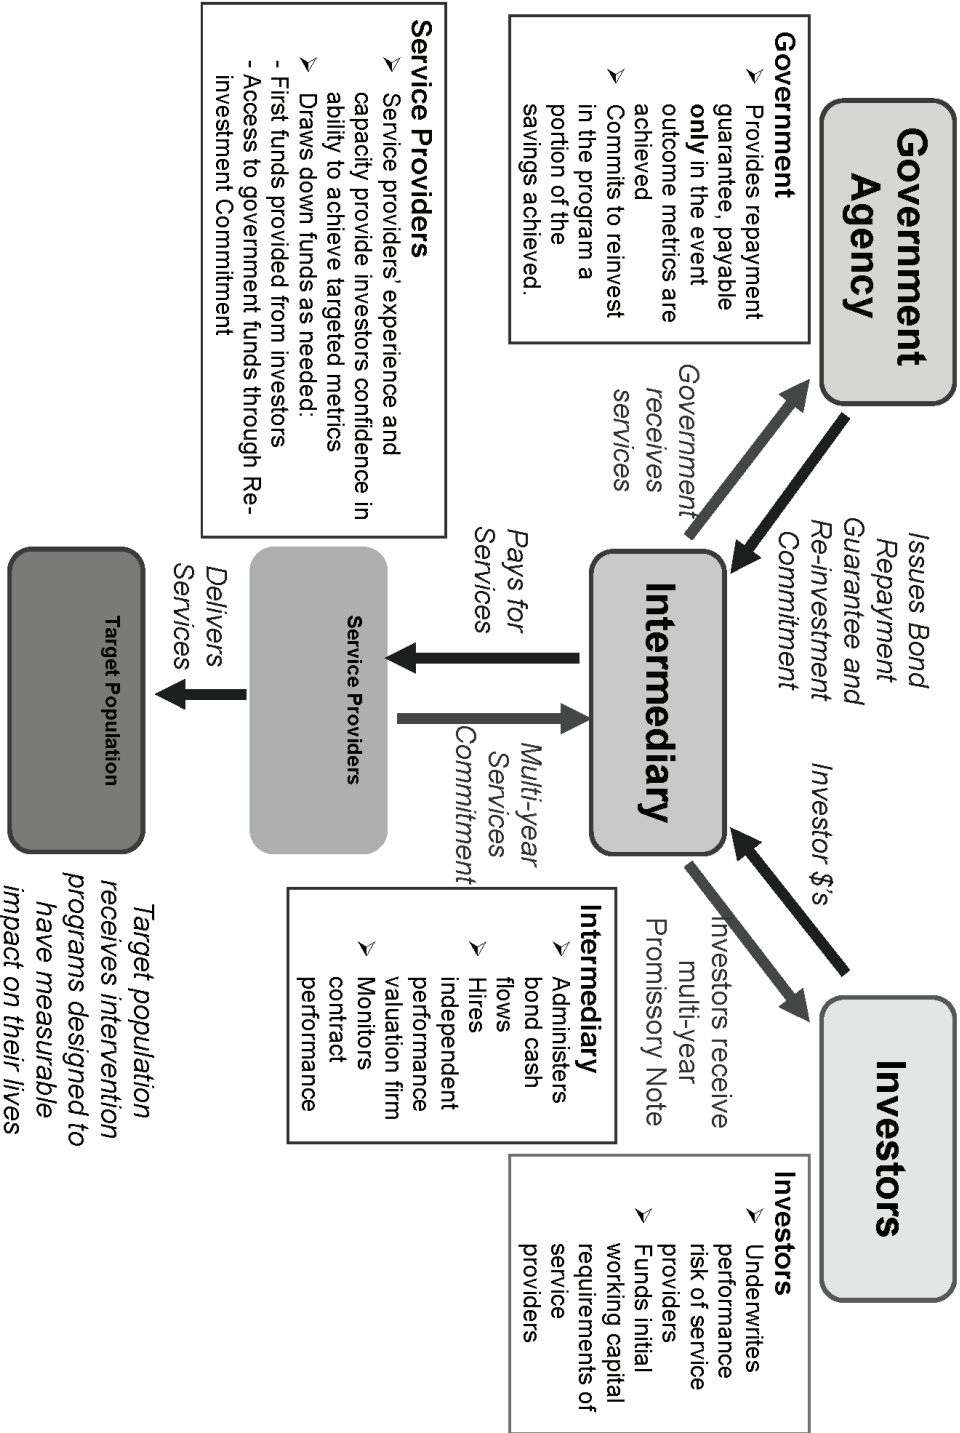 Government
Agency
Investors
Issues Bond
Repayment
Guarantee and
Re-investment
Commitment
Investor $'s
Government
➢ Provides repayment
guarantee, payable
only in the event
outcome metrics are
achieved
➢ Commits to reinvest
in the program a
portion of the
savings achieved.
Government
receives
services
Intermediary
Investors receive
multi-year
Promissory Note
Investors
➢ Underwrites
performance
risk of service
providers
➢ Funds initial
working capital
requirements of
service
providers
Pays for
Services
Multi-year
Services
Commitment
Intermediary
➢ Administers
bond cash
flows
➢ Hires
independent
performance
valuation firm
➢ Monitors
contract
performance
Service Providers
➢ Service providers' experience and
capacity provide investors confidence in
ability to achieve targeted metrics
➢ Draws down funds as needed:
- First funds provided from investors
- Access to government funds through Re-
investment Commitment
Service Providers
Delivers
Services
Target Population
Target population
receives intervention
programs designed to
have measurable
impact on their lives